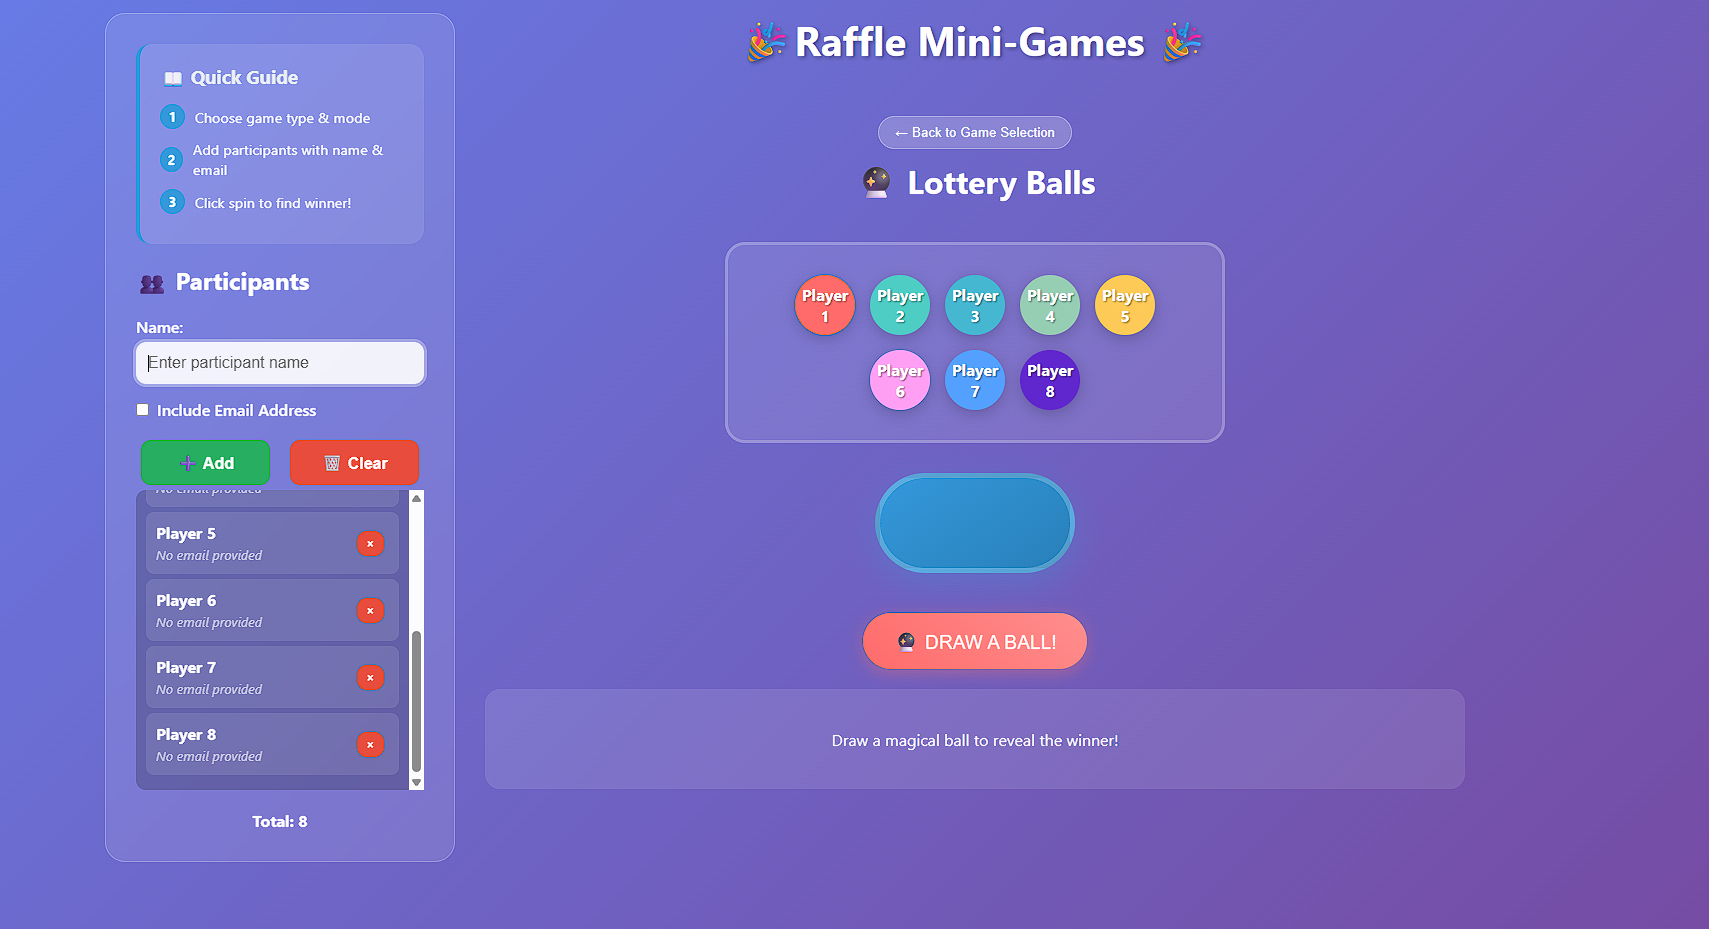 Quick Guide
1 Choose game type & mode
2 Add participants with name &
email
3 Click spin to find winner!
Participants
Name:
Enter participant name
Include Email Address
Add
Clear
No email provided
Player 5
No email provided
×
Player 6
No email provided
×
Player 7
No email provided
×
Player 8
No email provided
×
Total: 8
Raffle Mini-Games
← Back to Game Selection
Lottery Balls
Player
1
Player
2
Player
3
Player
4
Player
5
Player
6
Player
7
Player
8
DRAW A BALL!
Draw a magical ball to reveal the winner!